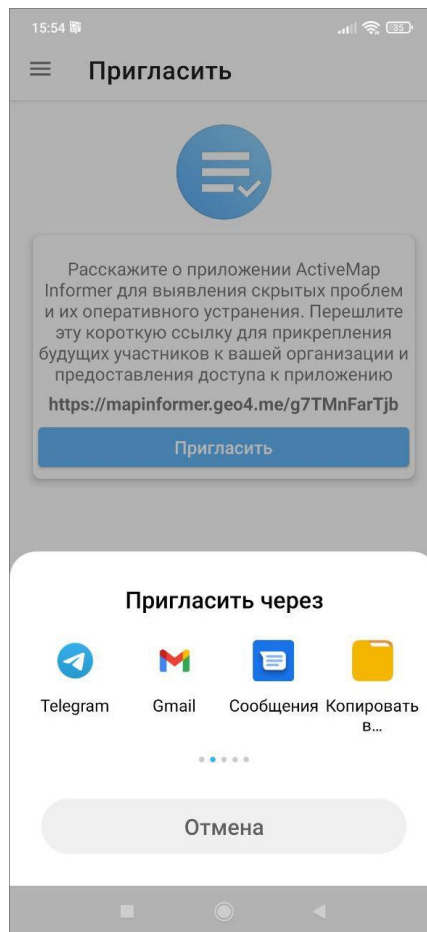 15:54
35
Пригласить
Расскажите о приложении ActiveMap
Informer для выявления скрытых проблем
и их оперативного устранения. Перешлите
эту короткую ссылку для прикрепления
будущих участников к вашей организации и
предоставления доступа к приложению
https://mapinformer.geo4.me/g7TMnFarTjb
Пригласить
Пригласить через
Telegram Gmail Сообщения Копировать
в...
Отмена